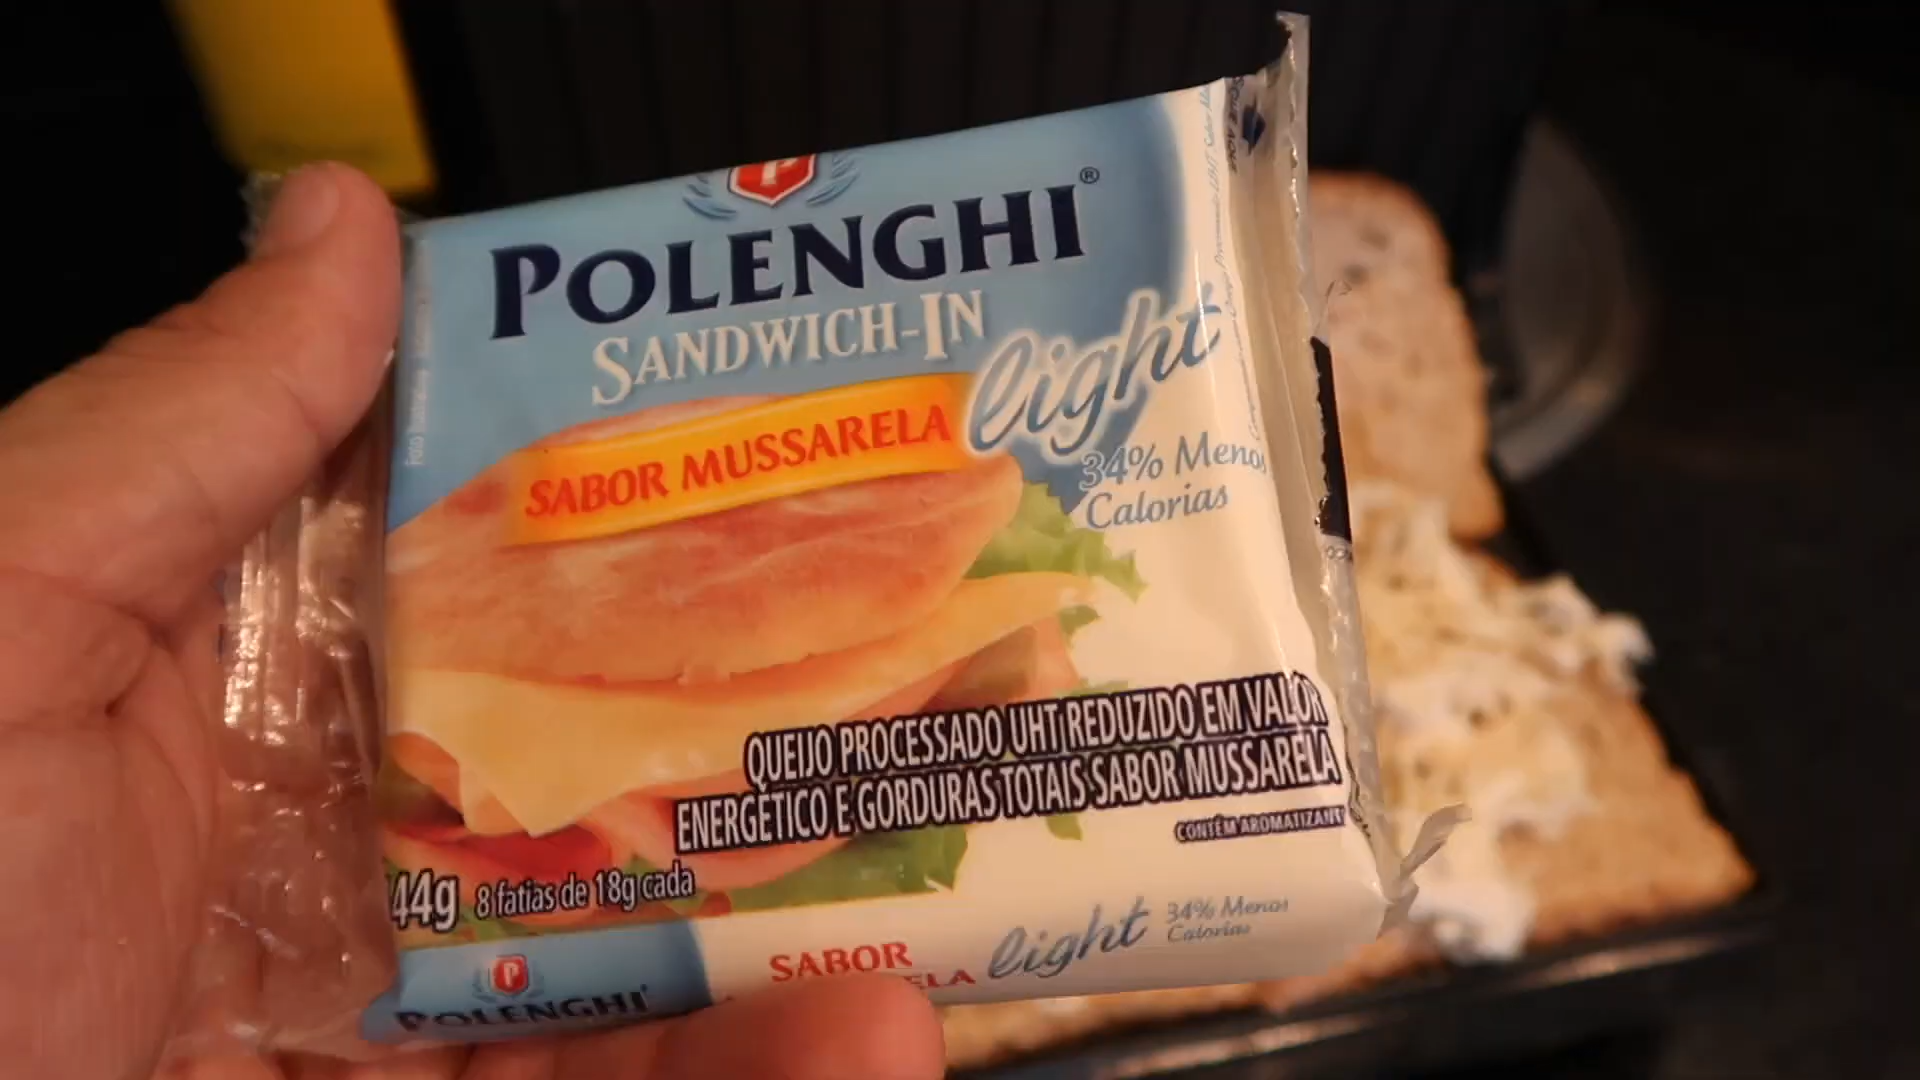 P
POLENGHI®
SANDWICH-IN
light
SABOR MUSSARELA
34% Menos
Calorias
QUEIJO PROCESSADO UHT REDUZIDO EM VALOR
ENERGÉTICO E GORDURAS TOTAIS SABOR MUSSARELA
CONTÉM AROMATIZANT
44g 8 fatias de 18g cada
P
POLENGHI
SABOR
ELA
light
34% Menos
Calorias